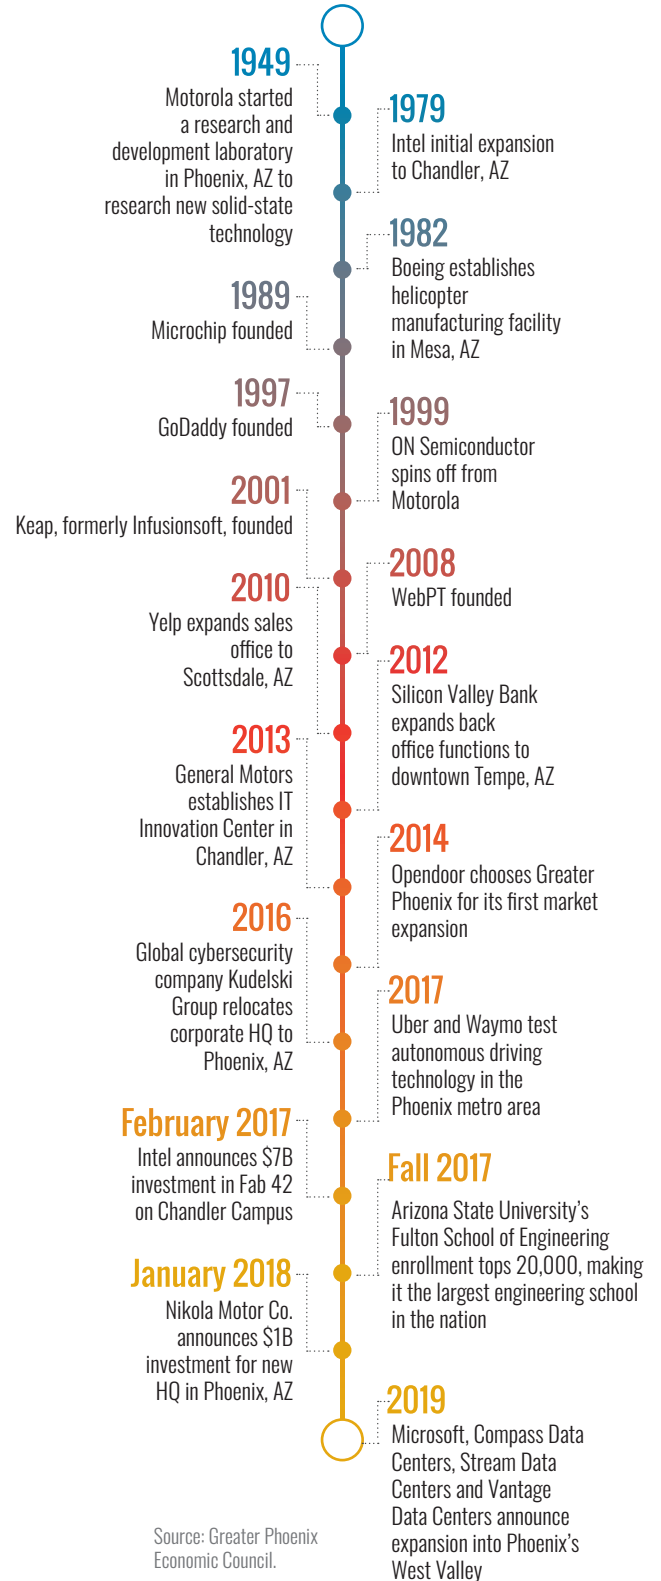 1949
Motorola started
a research and
development laboratory
in Phoenix, AZ to
research new solid-state
technology
1979
Intel initial expansion
to Chandler, AZ
1982
Boeing establishes
helicopter
manufacturing facility
in Mesa, AZ
1989
Microchip founded
1997
GoDaddy founded
1999
ON Semiconductor
spins off from
Motorola
2001
Keap, formerly Infusionsoft, founded
2008
WebPT founded
2010
Yelp expands sales
office to
Scottsdale, AZ
2012
Silicon Valley Bank
expands back
office functions to
downtown Tempe, AZ
2013
General Motors
establishes IT
Innovation Center in
Chandler, AZ
2014
Opendoor chooses Greater
Phoenix for its first market
expansion
2016
Global cybersecurity
company Kudelski
Group relocates
corporate HQ to
Phoenix, AZ
2017
Uber and Waymo test
autonomous driving
technology in the
Phoenix metro area
February 2017
Intel announces $7B
investment in Fab 42
on Chandler Campus
Fall 2017
Arizona State University’s
Fulton School of Engineering
enrollment tops 20,000, making
it the largest engineering school
in the nation
January 2018
Nikola Motor Co.
announces $1B
investment for new
HQ in Phoenix, AZ
2019
Microsoft, Compass Data
Centers, Stream Data
Centers and Vantage
Data Centers announce
expansion into Phoenix’s
West Valley
Source: Greater Phoenix
Economic Council.